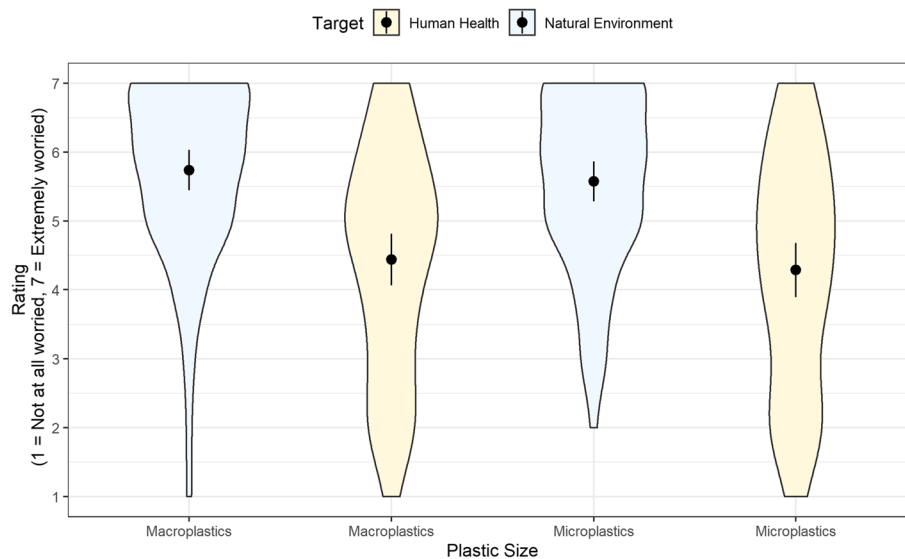 Target Human Health Natural Environment
Rating
(1 = Not at all worried, 7 = Extremely worried)
7
6
5
4
3
2
1
Macroplastics Macroplastics Microplastics Microplastics
Plastic Size